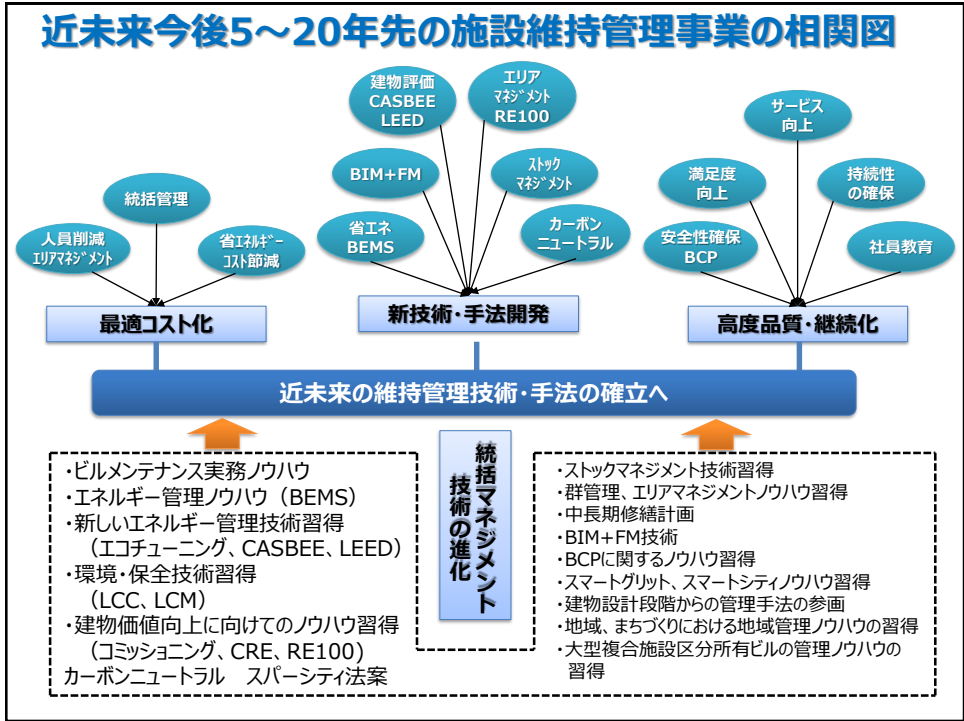 近未来今後5～20年先の施設維持管理事業の相関図
建物評価
CASBEE
LEED
エリア
ﾏﾈｼﾞﾒﾝﾄ
RE100
サービス
向上
BIM+FM
ｽﾄｯｸ
ﾏﾈｼﾞﾒﾝﾄ
満足度
向上
持続性
の確保
統括管理
人員削減
ｴﾘｱﾏﾈｼﾞﾒﾝﾄ
省ｴﾈﾙｷﾞｰ
ｺｽﾄ節減
省エネ
BEMS
カーボン
ニュートラル
安全性確保
BCP
社員教育
最適コスト化
新技術・手法開発
高度品質・継続化
近未来の維持管理技術・手法の確立へ
統括マネジメント
技術の進化
・ビルメンテナンス実務ノウハウ
・エネルギー管理ノウハウ（BEMS）
・新しいエネルギー管理技術習得
（エコチューニング、CASBEE、LEED）
・環境・保全技術習得
（LCC、LCM）
・建物価値向上に向けてのノウハウ習得
（コミッショニング、CRE、RE100)
カーボンニュートラル　スパーシティ法案
・ストックマネジメント技術習得
・群管理、エリアマネジメントノウハウ習得
・中長期修繕計画
・BIM+FM技術
・BCPに関するノウハウ習得
・スマートグリット、スマートシティノウハウ習得
・建物設計段階からの管理手法の参画
・地域、まちづくりにおける地域管理ノウハウの習得
・大型複合施設区分所有ビルの管理ノウハウの
習得